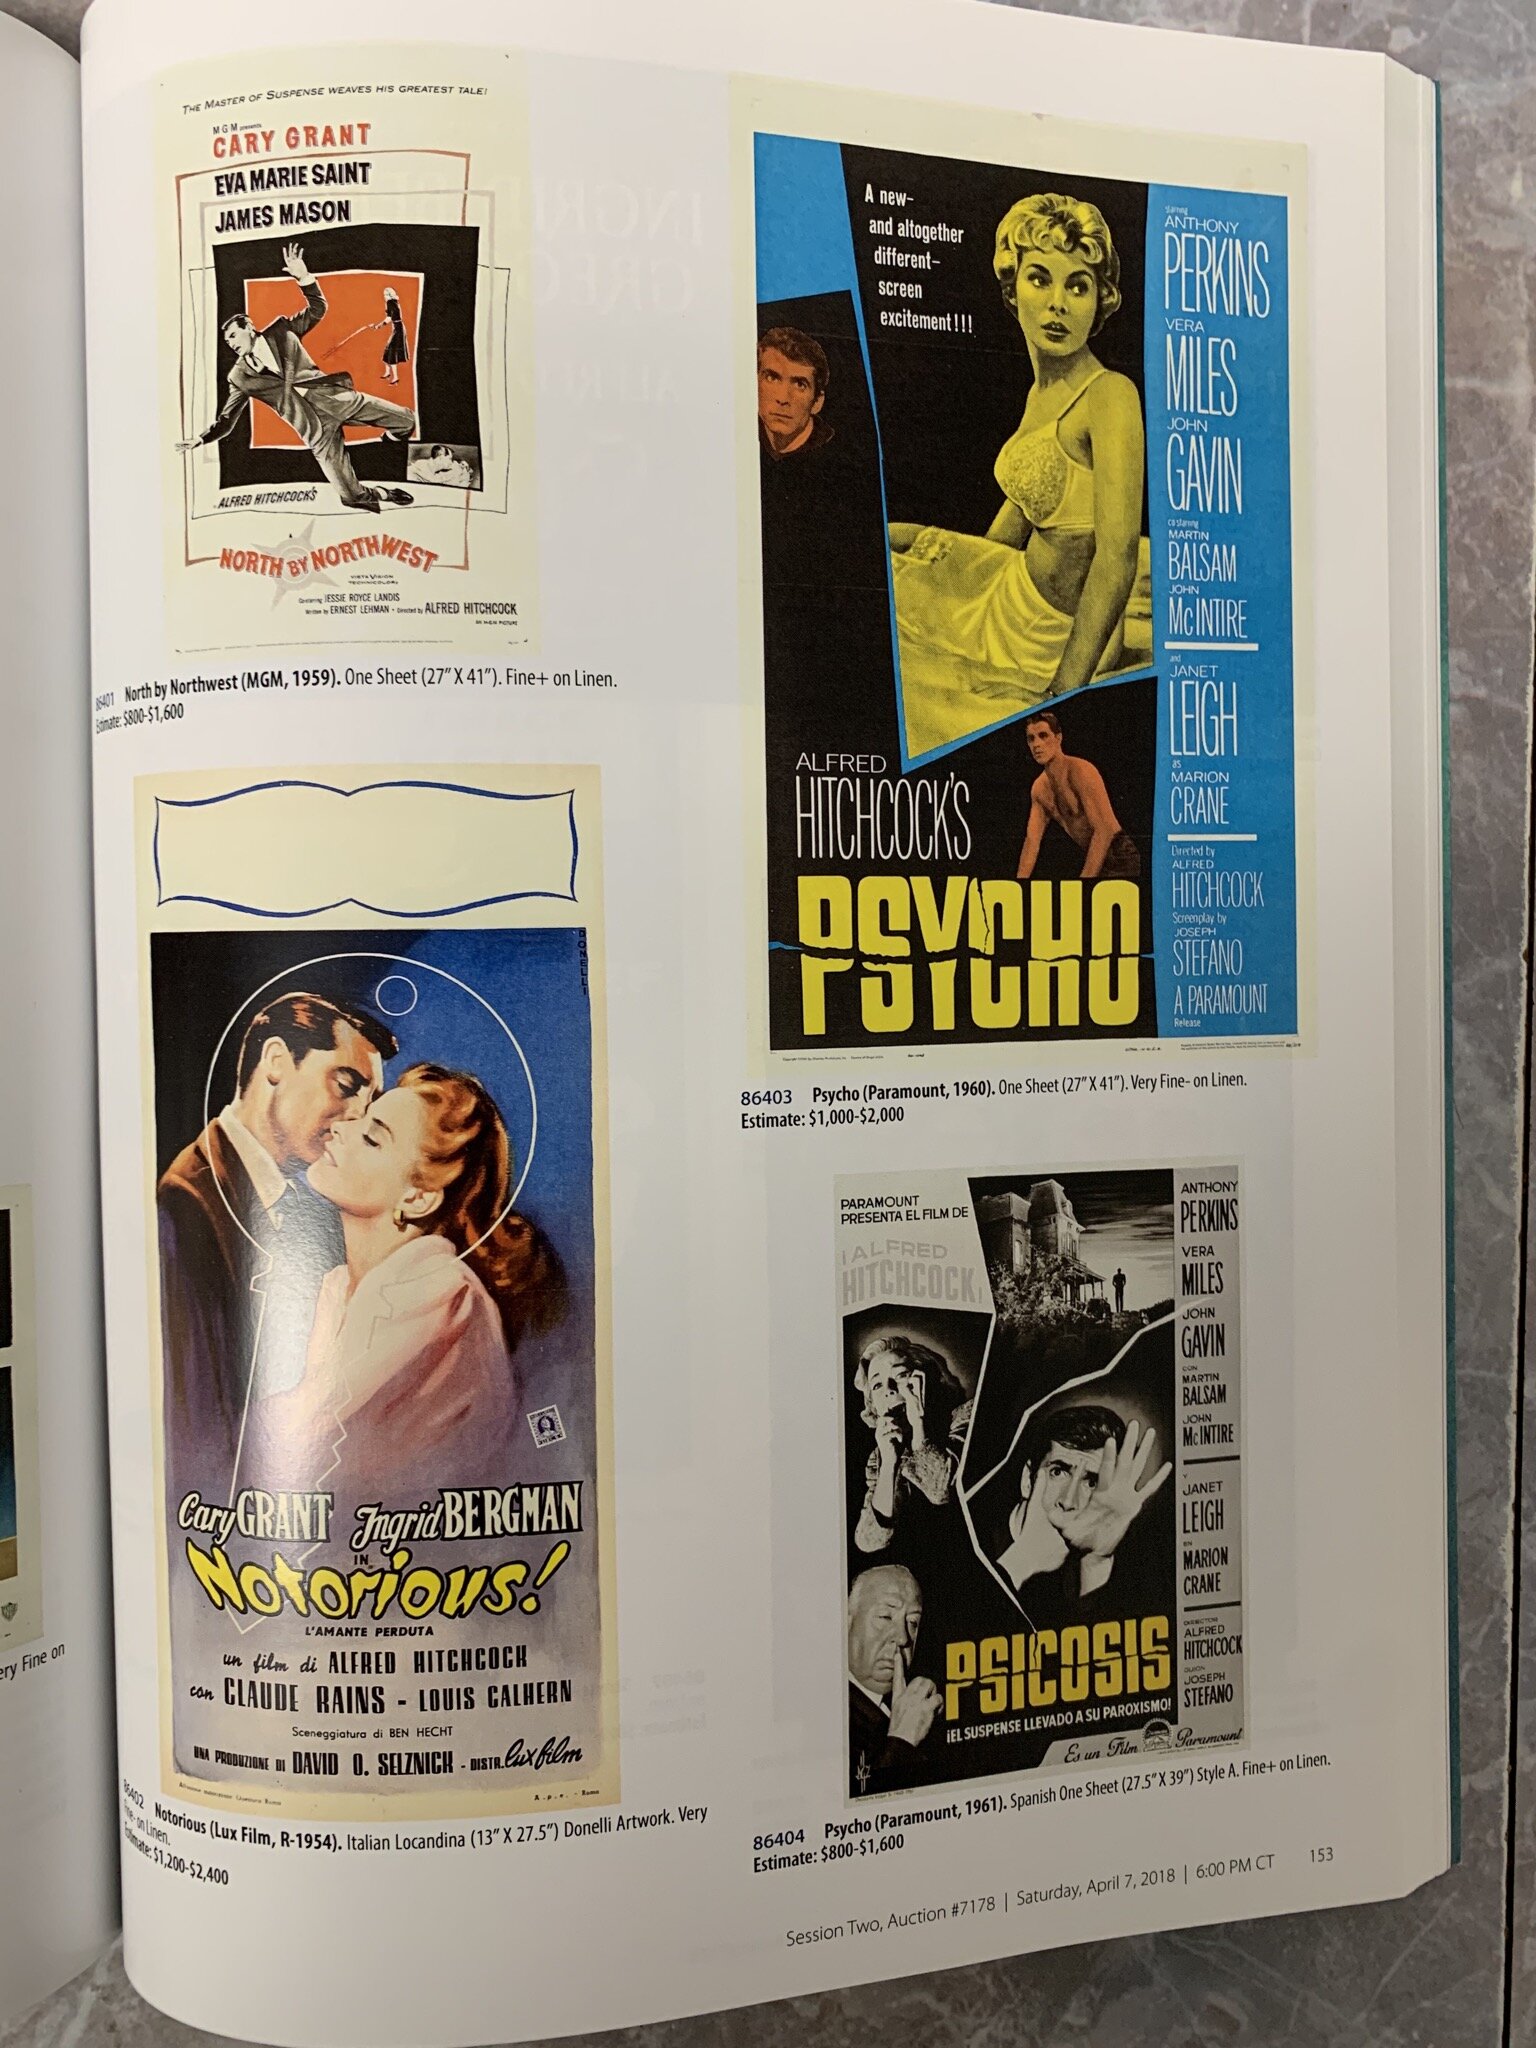 THE MASTER OF SUSPENSE WEAVES HIS GREATEST TALE!
M-G-M presents
CARY GRANT
EVA MARIE SAINT
JAMES MASON
ALFRED HITCHCOCK'S
NORTH BY NORTHWEST
VISTAVISION
TECHNICOLOR
Co-starring JESSIE ROYCE LANDIS
Written by ERNEST LEHMAN • Directed by ALFRED HITCHCOCK
AN M-G-M PICTURE
86401 North by Northwest (MGM, 1959). One Sheet (27" X 41"). Fine+ on Linen.
Estimate: $800-$1,600
DONELLI
Cary GRANT Ingrid BERGMAN
IN
NOTORIOUS!
L'AMANTE PERDUTA
un film di ALFRED HITCHCOCK
con CLAUDE RAINS - LOUIS CALHERN
Sceneggiatura di BEN HECHT
UNA PRODUZIONE DI DAVID O. SELZNICK - DISTR. lux film
A.p.e. - Roma
86402 Notorious (Lux Film, R-1954). Italian Locandina (13" X 27.5") Donelli Artwork. Very
Fine- on Linen.
Estimate: $1,200-$2,400
A new-
and altogether
different-
screen
excitement!!!
starring
ANTHONY
PERKINS
VERA
MILES
JOHN
GAVIN
co-starring
MARTIN
BALSAM
JOHN
McINTIRE
and
JANET
LEIGH
as
MARION
CRANE
Directed by
ALFRED
HITCHCOCK
Screenplay by
JOSEPH
STEFANO
A PARAMOUNT
Release
ALFRED
HITCHCOCK'S
PSYCHO
86403 Psycho (Paramount, 1960). One Sheet (27" X 41"). Very Fine- on Linen.
Estimate: $1,000-$2,000
PARAMOUNT
PRESENTA EL FILM DE
¡ALFRED
HITCHCOCK!
ANTHONY
PERKINS
VERA
MILES
JOHN
GAVIN
CON
MARTIN
BALSAM
JOHN
McINTIRE
Y
JANET
LEIGH
EN
MARION
CRANE
DIRECTOR
ALFRED
HITCHCOCK
GUION
JOSEPH
STEFANO
PSICOSIS
¡EL SUSPENSE LLEVADO A SU PAROXISMO!
Es un Film Paramount
86404 Psycho (Paramount, 1961). Spanish One Sheet (27.5" X 39") Style A. Fine+ on Linen.
Estimate: $800-$1,600
Session Two, Auction #7178 | Saturday, April 7, 2018 | 6:00 PM CT 153
ery Fine on